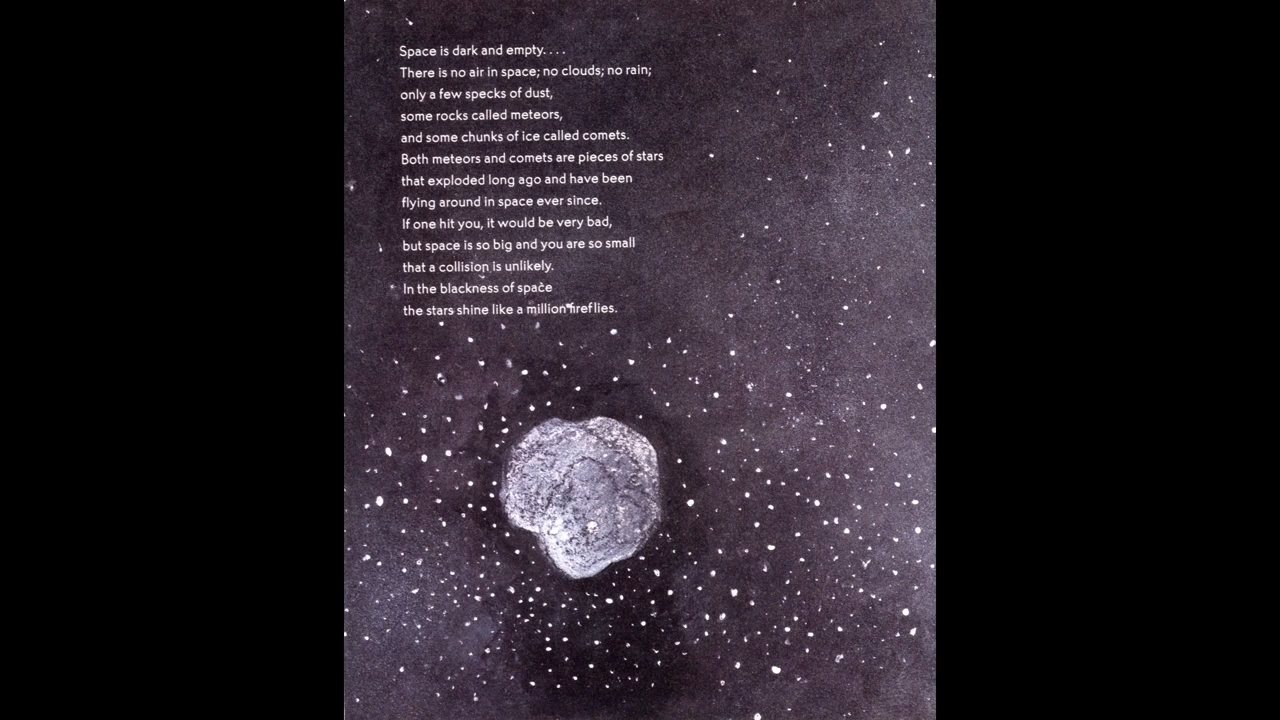 Space is dark and empty. . . .
There is no air in space; no clouds; no rain;
only a few specks of dust,
some rocks called meteors,
and some chunks of ice called comets.
Both meteors and comets are pieces of stars
that exploded long ago and have been
flying around in space ever since.
If one hit you, it would be very bad,
but space is so big and you are so small
that a collision is unlikely.
In the blackness of space
the stars shine like a million fireflies.